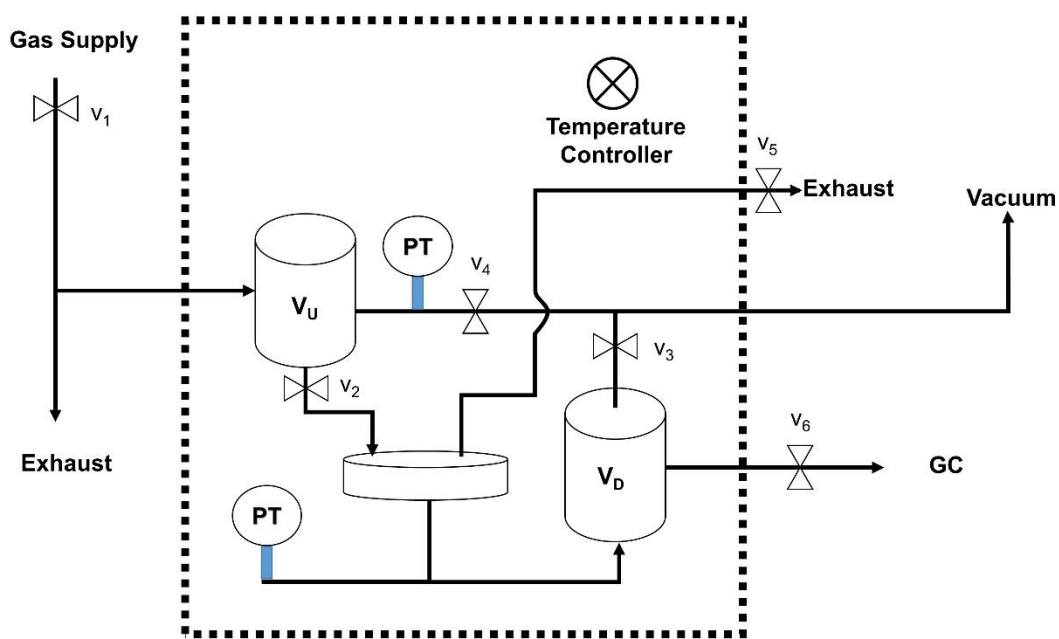 Gas Supply
v1
Temperature
Controller
v5
Exhaust
Vacuum
PT
v4
VU
v3
v2
v6
Exhaust
VD
GC
PT